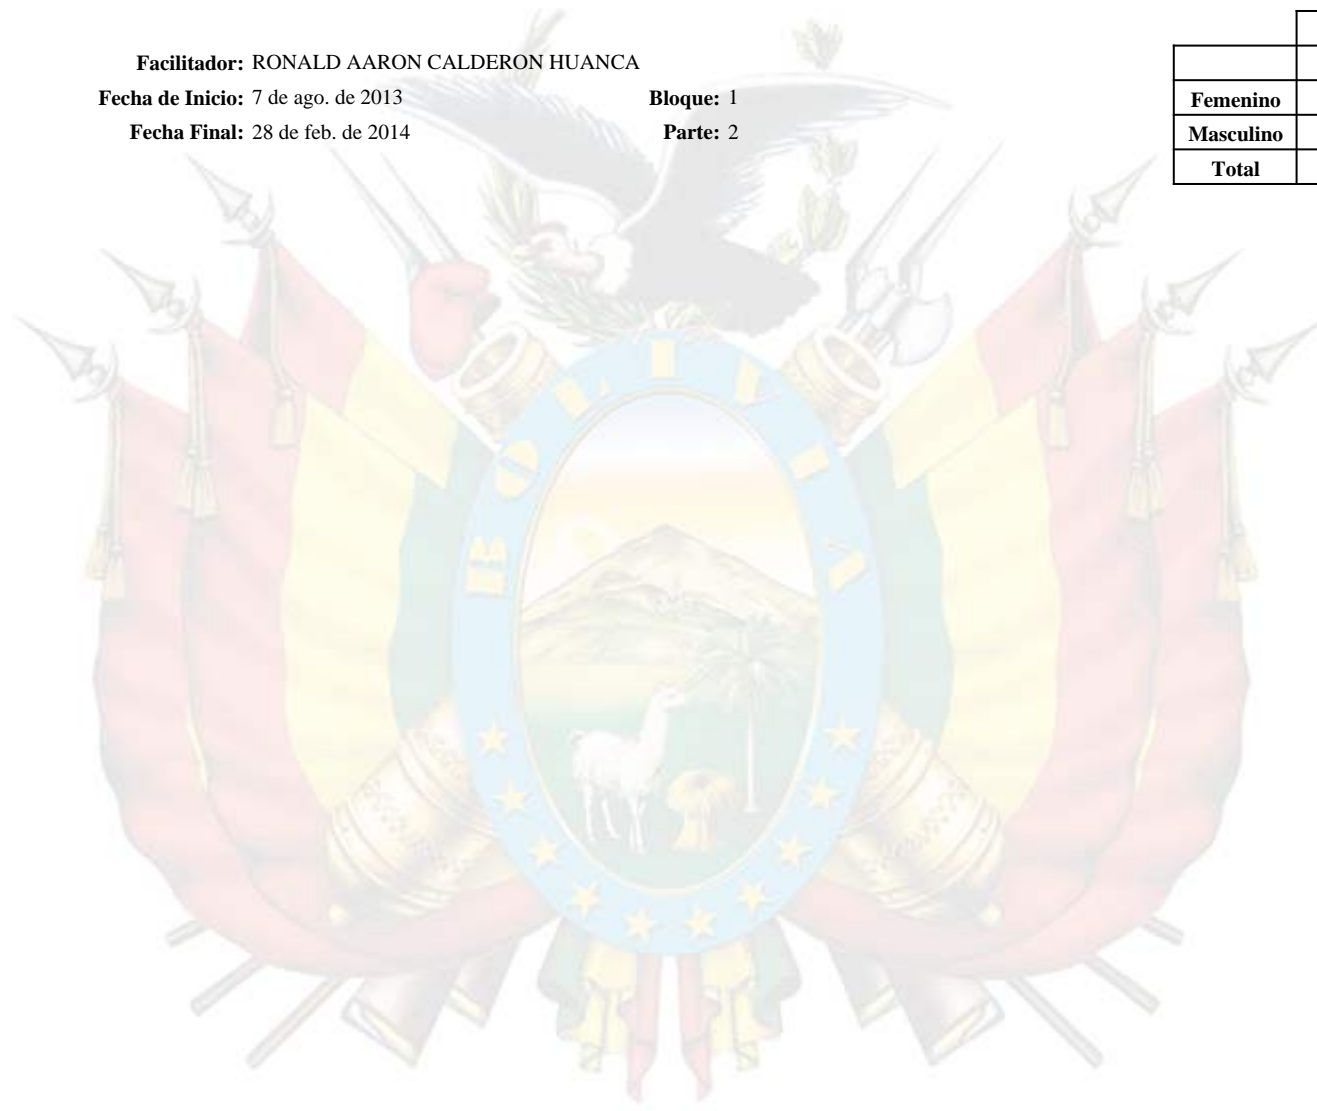 Facilitador: RONALD AARON CALDERON HUANCA
Fecha de Inicio: 7 de ago. de 2013 Bloque: 1
Fecha Final: 28 de feb. de 2014 Parte: 2
Femenino
Masculino
Total
BOLIVIA